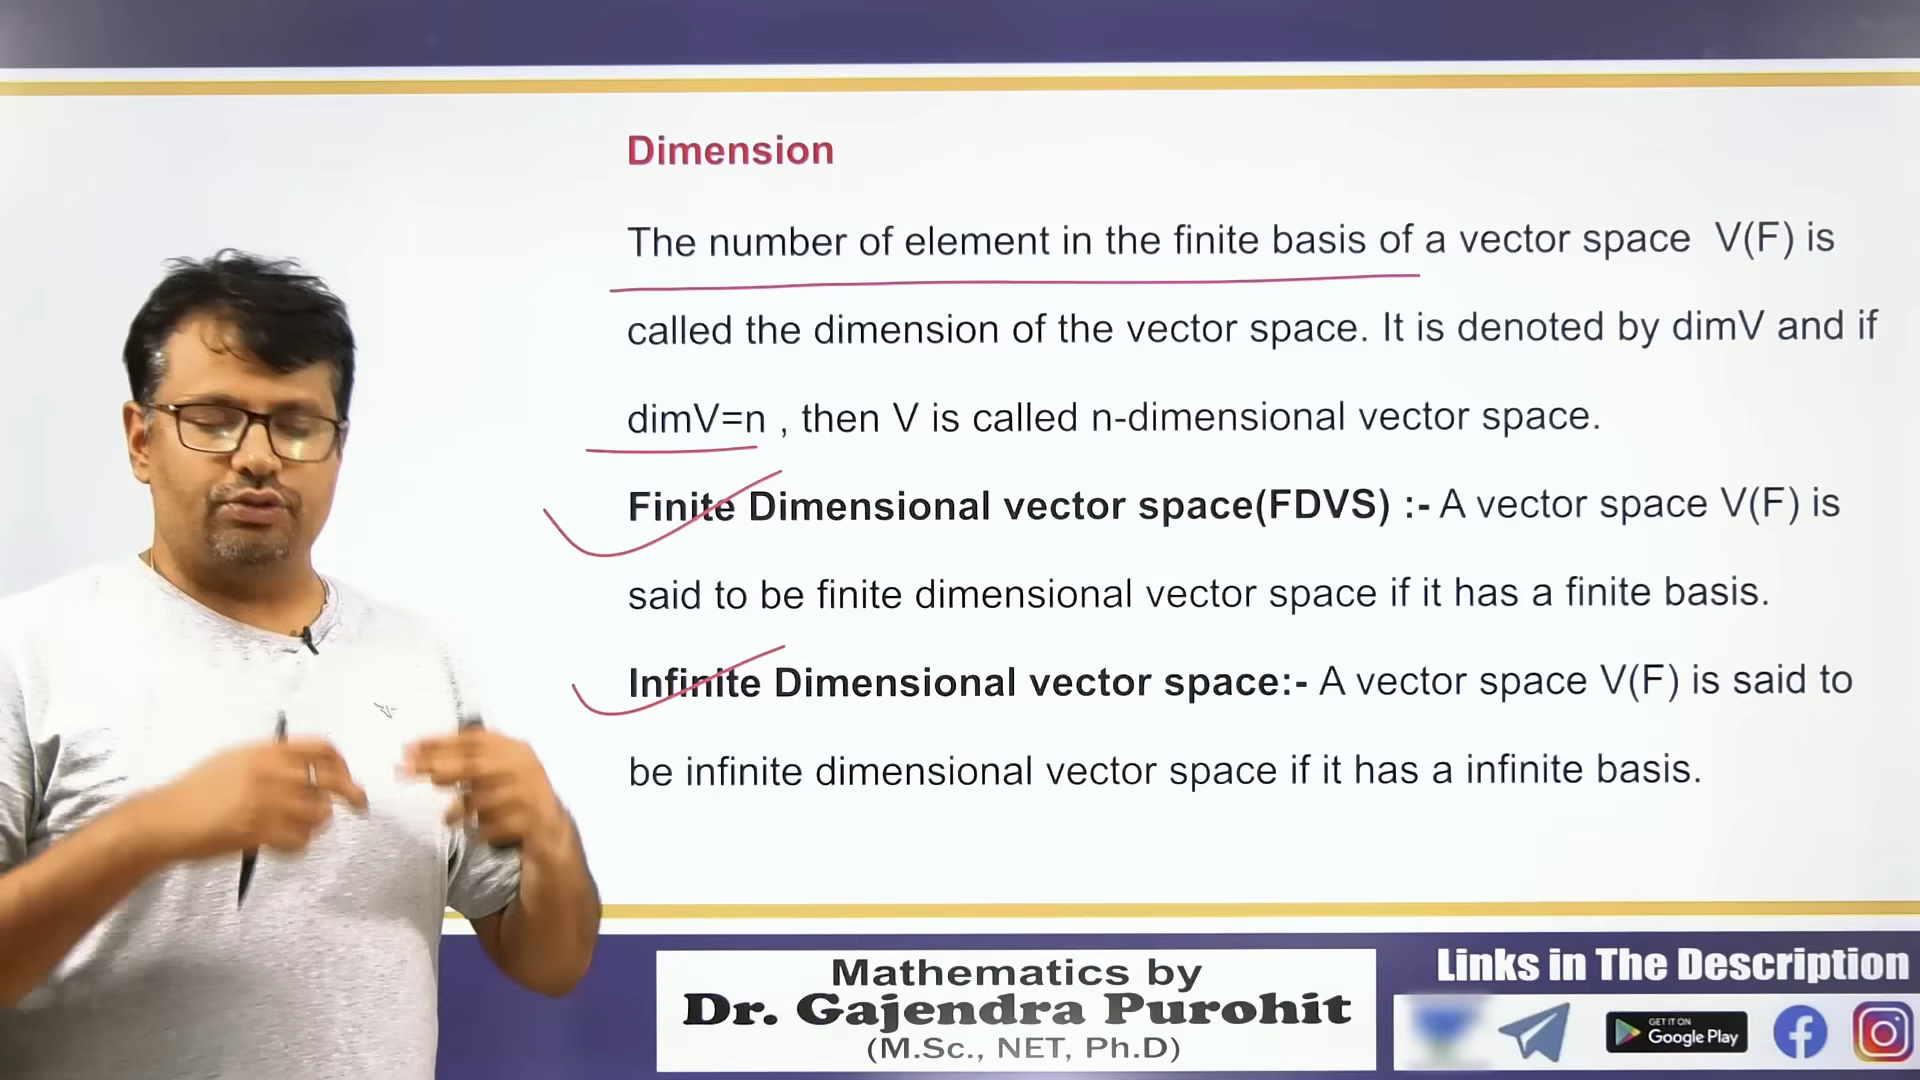 Dimension
The number of element in the finite basis of a vector space V(F) is
called the dimension of the vector space. It is denoted by dimV and if
dimV=n , then V is called n-dimensional vector space.
Finite Dimensional vector space(FDVS) :- A vector space V(F) is
said to be finite dimensional vector space if it has a finite basis.
Infinite Dimensional vector space:- A vector space V(F) is said to
be infinite dimensional vector space if it has a infinite basis.
Mathematics by
Dr. Gajendra Purohit
(M.Sc., NET, Ph.D)
Links in The Description
GET IT ON
Google Play